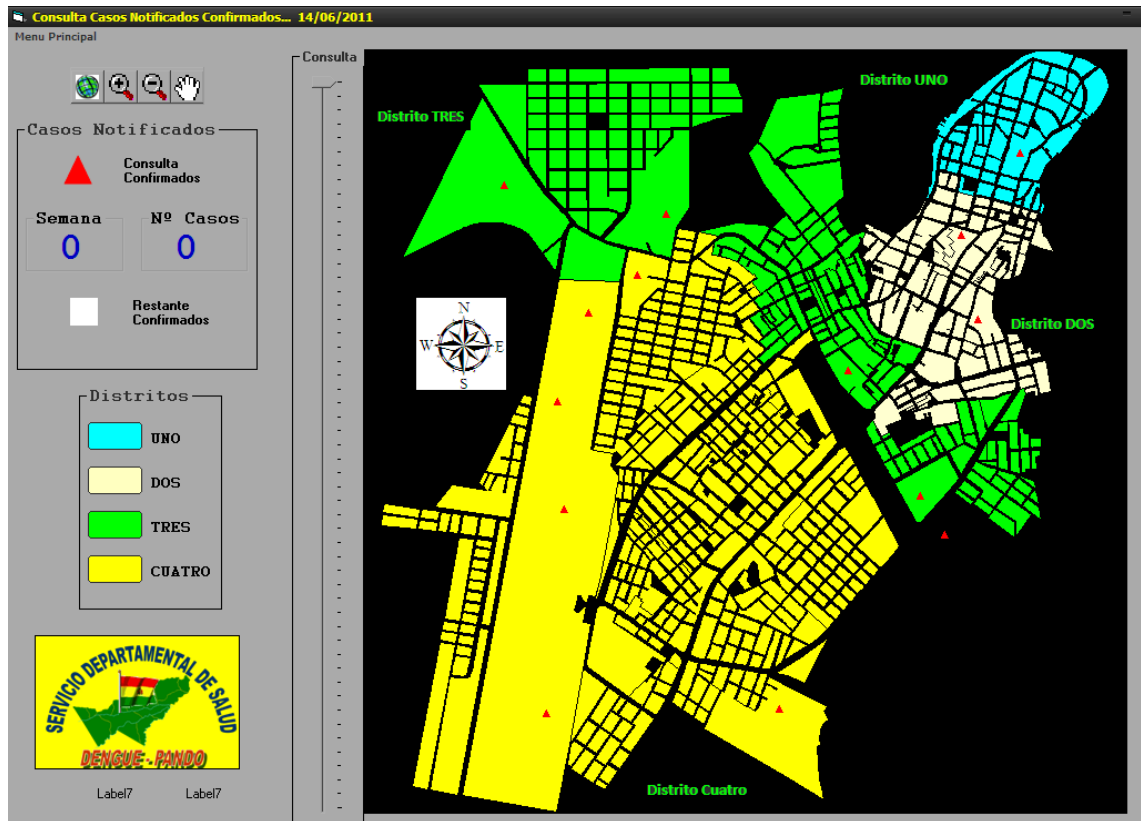 Consulta Casos Notificados Confirmados... 14/06/2011
Menu Principal
Casos Notificados
Consulta
Confirmados
Semana
Nº Casos
0
0
Restante
Confirmados
Distritos
UNO
DOS
TRES
CUATRO
SERVICIO DEPARTAMENTAL DE SALUD
DENGUE - PANDO
Label7
Label7
Consulta
Distrito UNO
Distrito TRES
N
W
E
S
Distrito DOS
Distrito Cuatro